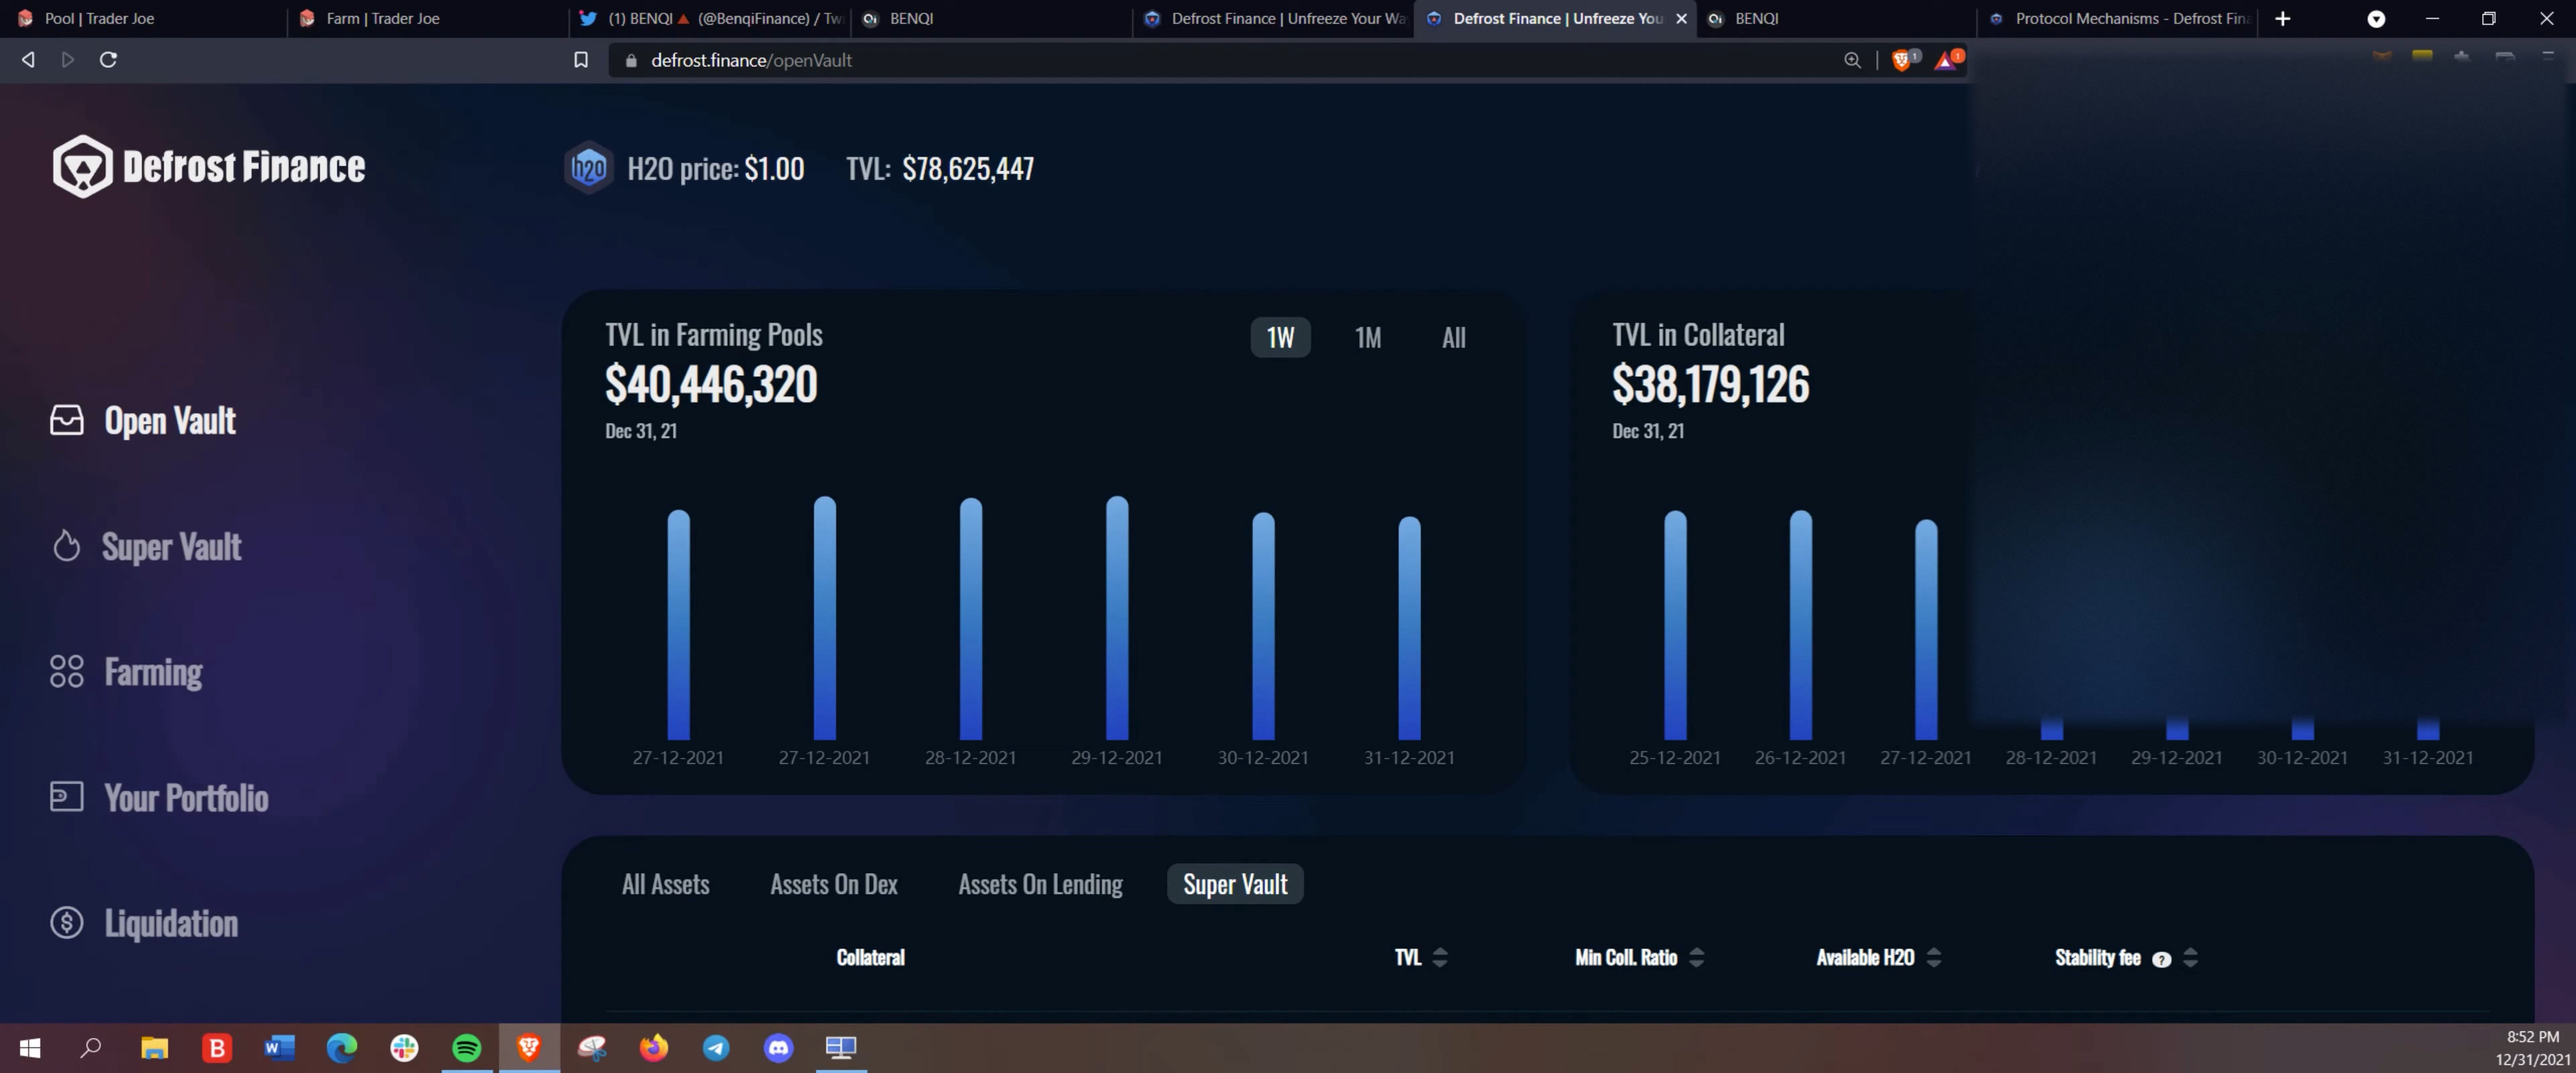 Pool | Trader Joe
Farm | Trader Joe
(1) BENQI🔺 (@BenqiFinance) / Tw
BENQI
Defrost Finance | Unfreeze Your Wa
Defrost Finance | Unfreeze You
BENQI
Protocol Mechanisms - Defrost Fina
defrost.finance/openVault
1
1
Defrost Finance
h2o
H2O price: $1.00
TVL: $78,625,447
Open Vault
Super Vault
Farming
Your Portfolio
Liquidation
TVL in Farming Pools
1W
1M
All
$40,446,320
Dec 31, 21
27-12-2021
27-12-2021
28-12-2021
29-12-2021
30-12-2021
31-12-2021
TVL in Collateral
$38,179,126
Dec 31, 21
25-12-2021
26-12-2021
27-12-2021
28-12-2021
29-12-2021
30-12-2021
31-12-2021
All Assets
Assets On Dex
Assets On Lending
Super Vault
Collateral
TVL
Min Coll. Ratio
Available H2O
Stability fee
?
8:52 PM
12/31/2021